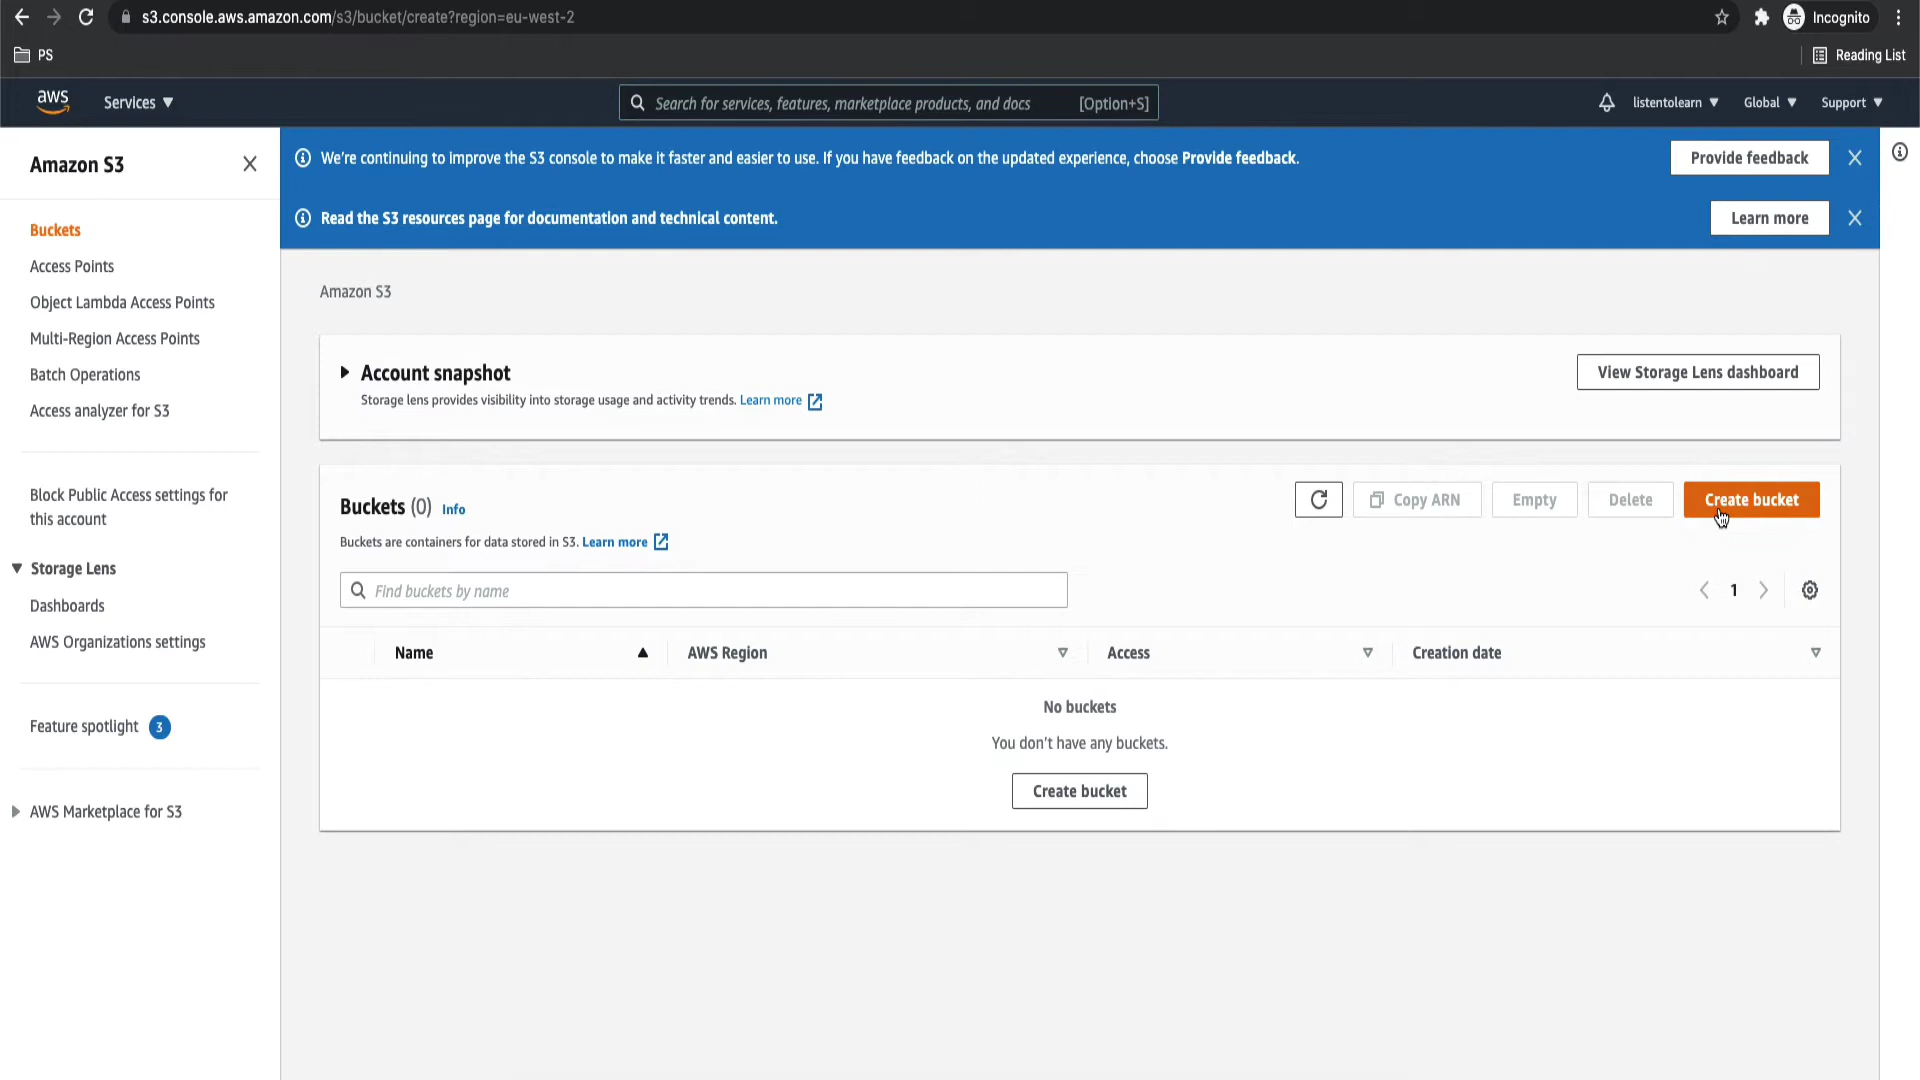 s3.console.aws.amazon.com/s3/bucket/create?region=eu-west-2
Incognito
PS
Reading List
aws
Services
Search for services, features, marketplace products, and docs
[Option+S]
listentolearn
Global
Support
Amazon S3
We're continuing to improve the S3 console to make it faster and easier to use. If you have feedback on the updated experience, choose Provide feedback.
Provide feedback
Read the S3 resources page for documentation and technical content.
Learn more
Buckets
Access Points
Object Lambda Access Points
Multi-Region Access Points
Batch Operations
Access analyzer for S3
Block Public Access settings for
this account
Storage Lens
Dashboards
AWS Organizations settings
Feature spotlight 3
AWS Marketplace for S3
Amazon S3
Account snapshot
Storage lens provides visibility into storage usage and activity trends. Learn more
View Storage Lens dashboard
Buckets (0) Info
Buckets are containers for data stored in S3. Learn more
Copy ARN
Empty
Delete
Create bucket
Find buckets by name
1
Name
AWS Region
Access
Creation date
No buckets
You don't have any buckets.
Create bucket